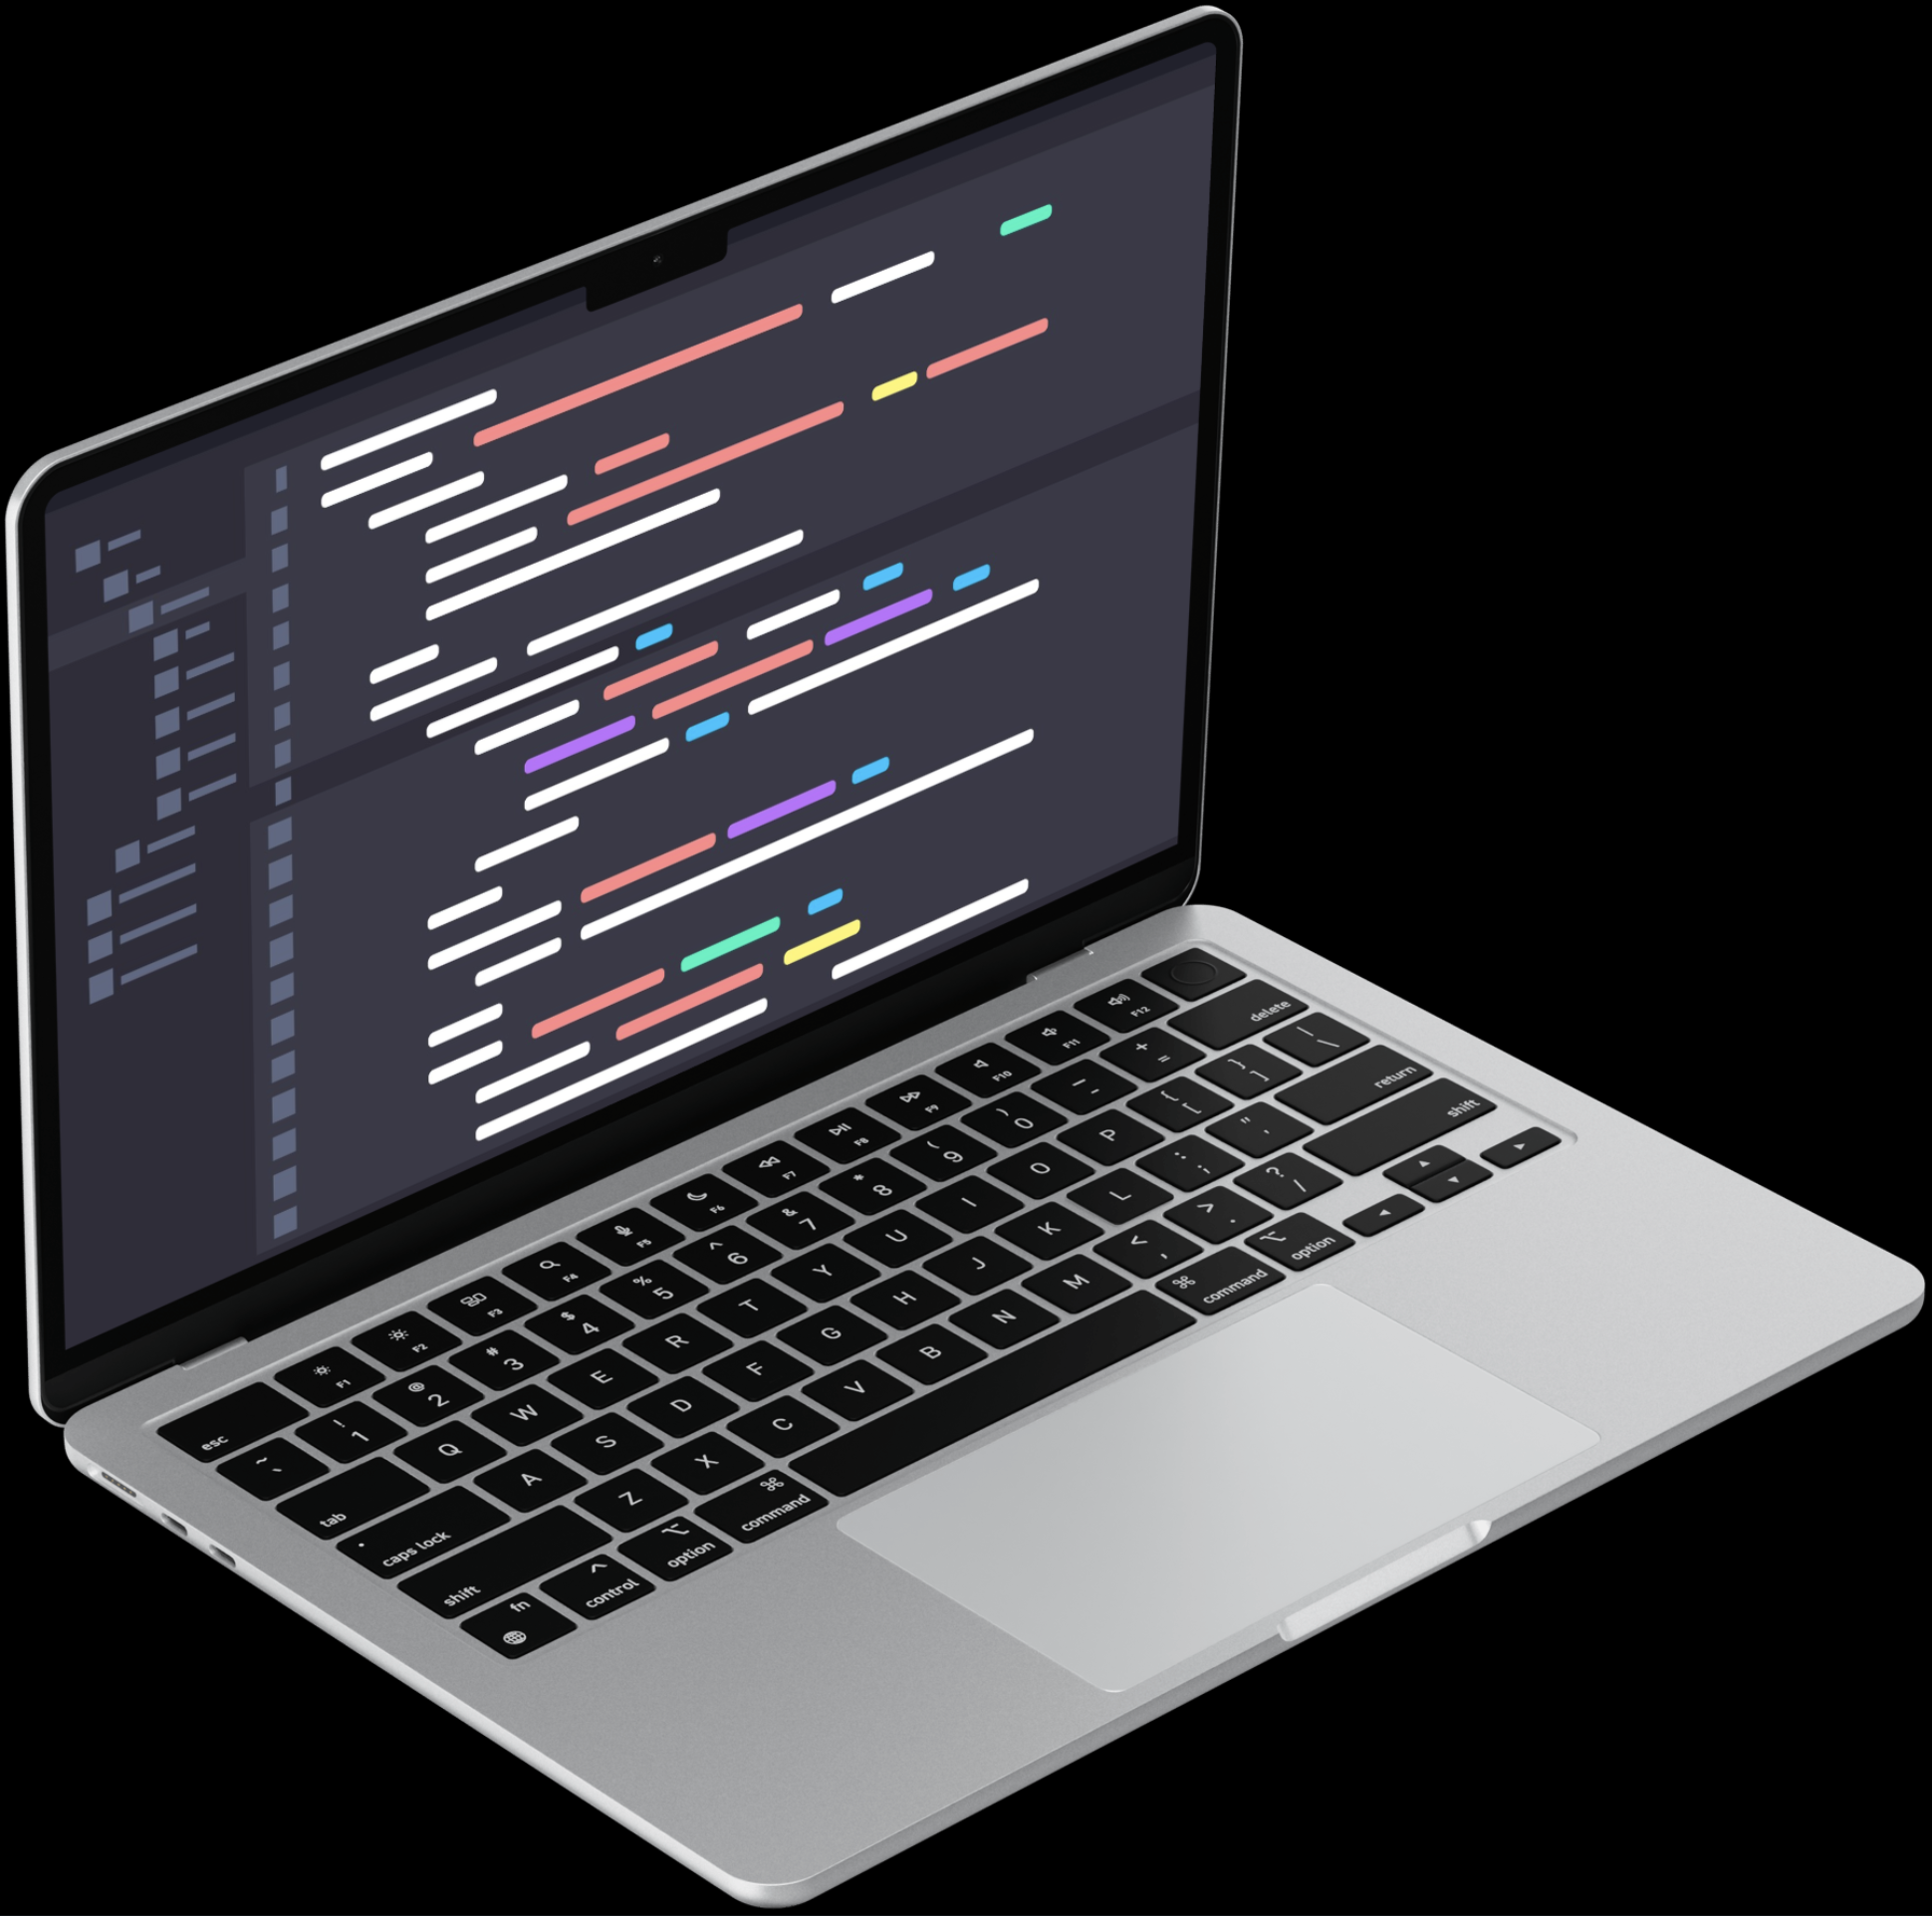 esc F1 F2 F3 F4 F5 F6 F7 F8 F9 F10 F11 F12
~ ` ! 1 @ 2 # 3 $ 4 % 5 ^ 6 & 7 * 8 ( 9 ) 0 — - + = delete
tab Q W E R T Y U I O P { [ } ] | \
caps lock A S D F G H J K L : ; " ' return
shift Z X C V B N M < , > . ? / shift
fn control option command command option